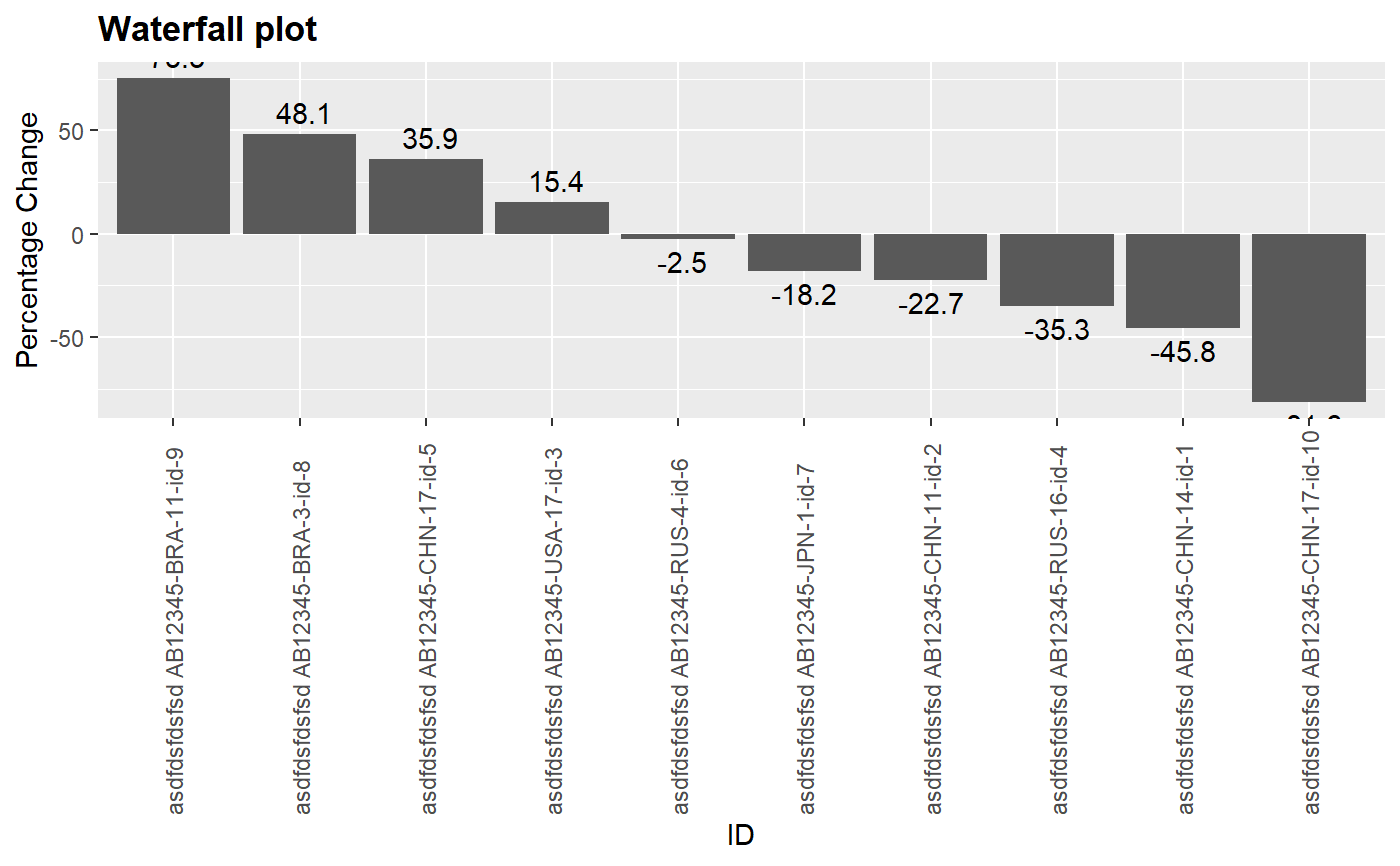 Waterfall plot
48.1
35.9
15.4
-2.5
-18.2
-22.7
-35.3
-45.8
50
0
-50
Percentage Change
asdfdsfdsfsd AB12345-BRA-11-id-9
asdfdsfdsfsd AB12345-BRA-3-id-8
asdfdsfdsfsd AB12345-CHN-17-id-5
asdfdsfdsfsd AB12345-USA-17-id-3
asdfdsfdsfsd AB12345-RUS-4-id-6
asdfdsfdsfsd AB12345-JPN-1-id-7
asdfdsfdsfsd AB12345-CHN-11-id-2
asdfdsfdsfsd AB12345-RUS-16-id-4
asdfdsfdsfsd AB12345-CHN-14-id-1
asdfdsfdsfsd AB12345-CHN-17-id-10
ID